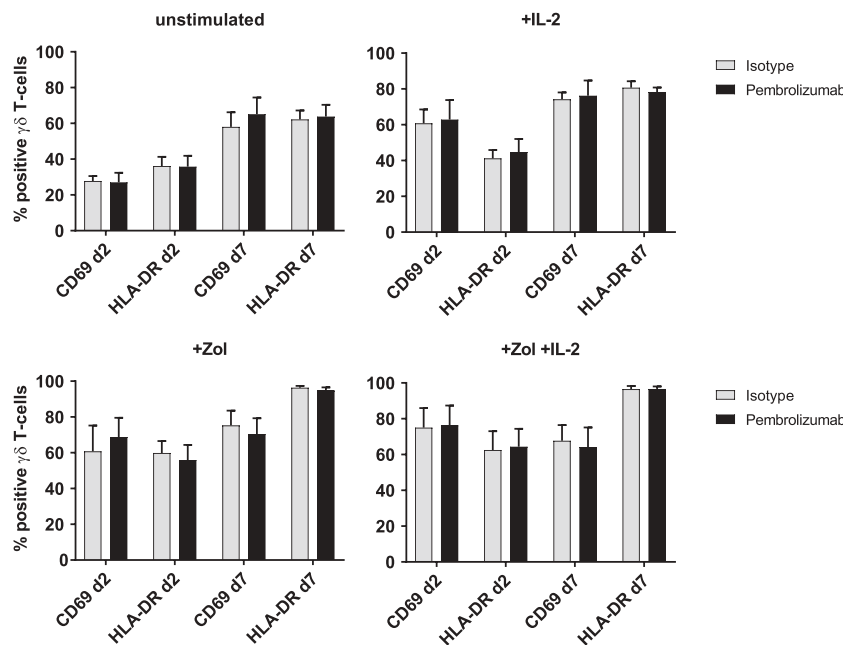 unstimulated
% positive γδ T-cells
100
80
60
40
20
0
CD69 d2
HLA-DR d2
CD69 d7
HLA-DR d7
+IL-2
100
80
60
40
20
0
CD69 d2
HLA-DR d2
CD69 d7
HLA-DR d7
Isotype
Pembrolizumab
+Zol
% positive γδ T-cells
100
80
60
40
20
0
CD69 d2
HLA-DR d2
CD69 d7
HLA-DR d7
+Zol +IL-2
100
80
60
40
20
0
CD69 d2
HLA-DR d2
CD69 d7
HLA-DR d7
Isotype
Pembrolizumab